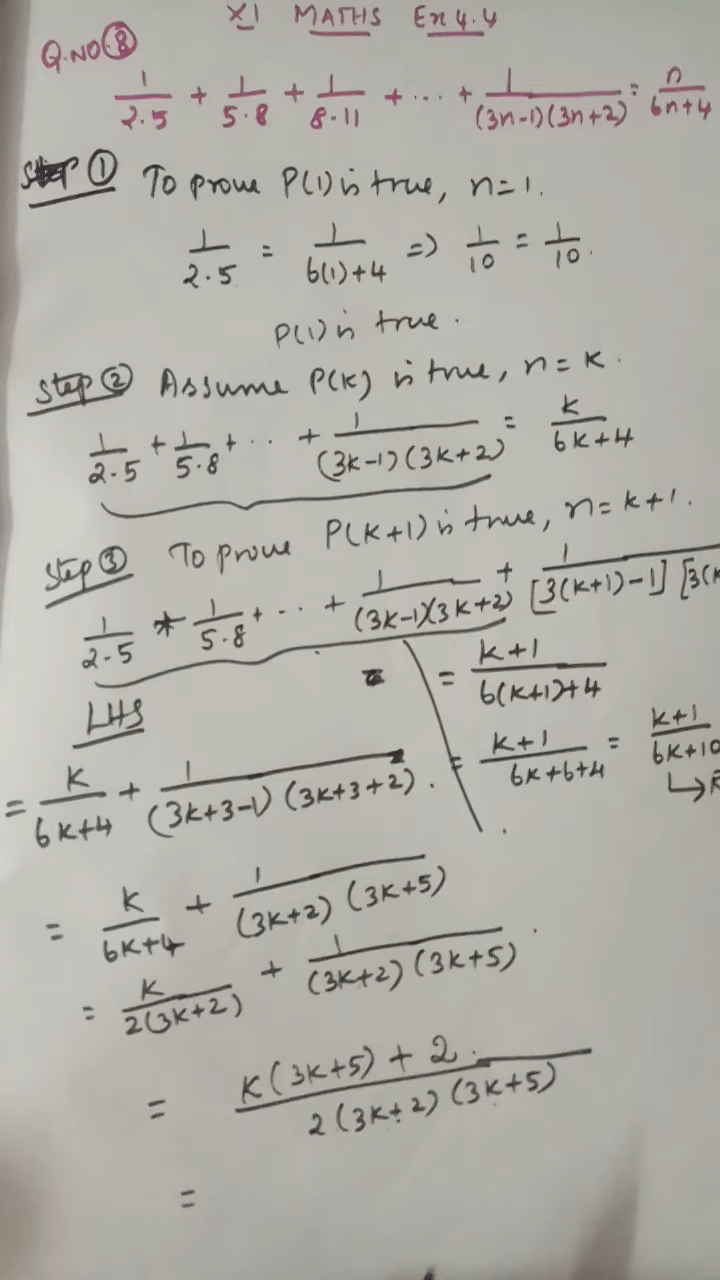 XI MATHS Ex 4.4
Q.NO 8
1/2.5 + 1/5.8 + 1/8.11 + ... + 1/(3n-1)(3n+2) = n/6n+4
Step 1 To prove P(1) is true, n=1.
1/2.5 = 1/6(1)+4 => 1/10 = 1/10.
P(1) is true.
Step 2 Assume P(K) is true, n=K.
1/2.5 + 1/5.8 + .. + 1/(3K-1)(3K+2) = K/6K+4
Step 3 To prove P(K+1) is true, n=K+1.
1/2.5 + 1/5.8 + .. + 1/(3K-1)(3K+2) + 1/[3(K+1)-1][3(K
= K+1/6(K+1)+4
LHS
= K+1/6K+6+4 = K+1/6K+10
= K/6K+4 + 1/(3K+3-1)(3K+3+2).
= K/6K+4 + 1/(3K+2)(3K+5)
= K/2(3K+2) + 1/(3K+2)(3K+5).
= K(3K+5)+2/2(3K+2)(3K+5)
=